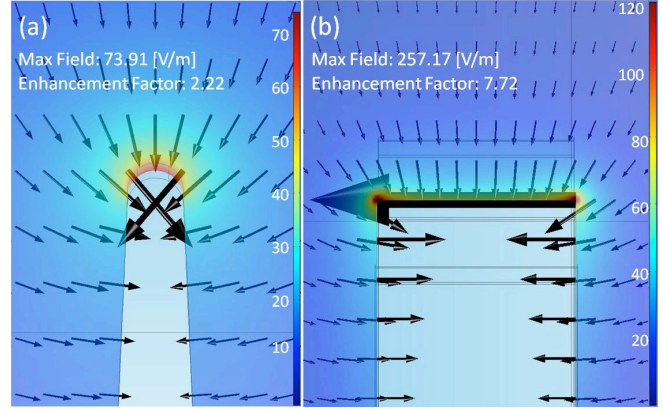 (a)
Max Field: 73.91 [V/m]
Enhancement Factor: 2.22
70
60
50
40
30
20
10
(b)
Max Field: 257.17 [V/m]
Enhancement Factor: 7.72
120
100
80
60
40
20